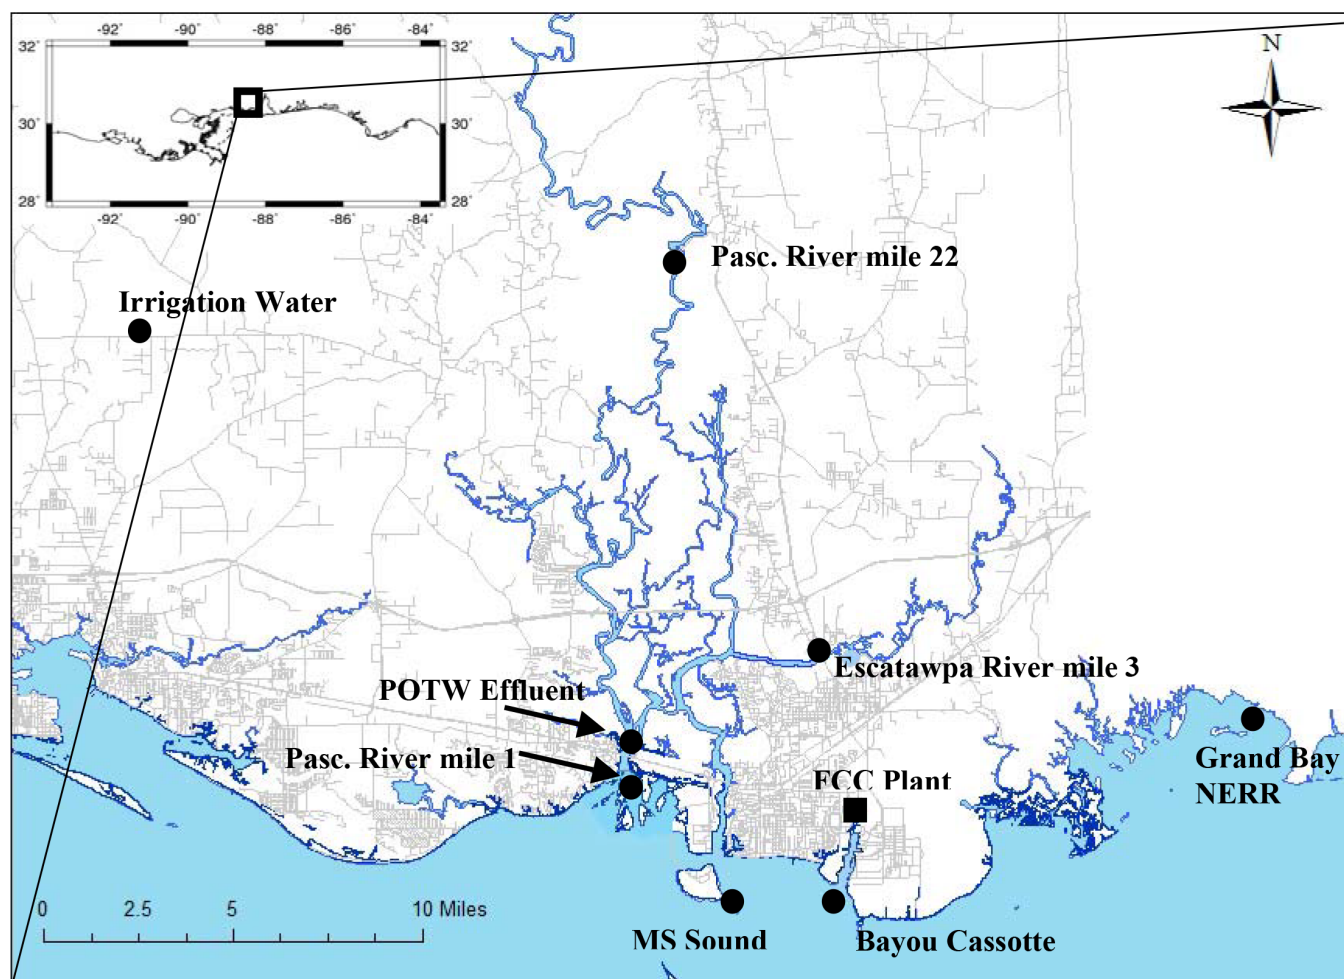 -92 -90 -88 -86 -84
32° 32°
30° 30°
28° 28°
-92 -90 -88 -86 -84
N
Pasc. River mile 22
Irrigation Water
Escatawpa River mile 3
POTW Effluent
Pasc. River mile 1
FCC Plant
Grand Bay
NERR
0 2.5 5 10 Miles
MS Sound
Bayou Cassotte